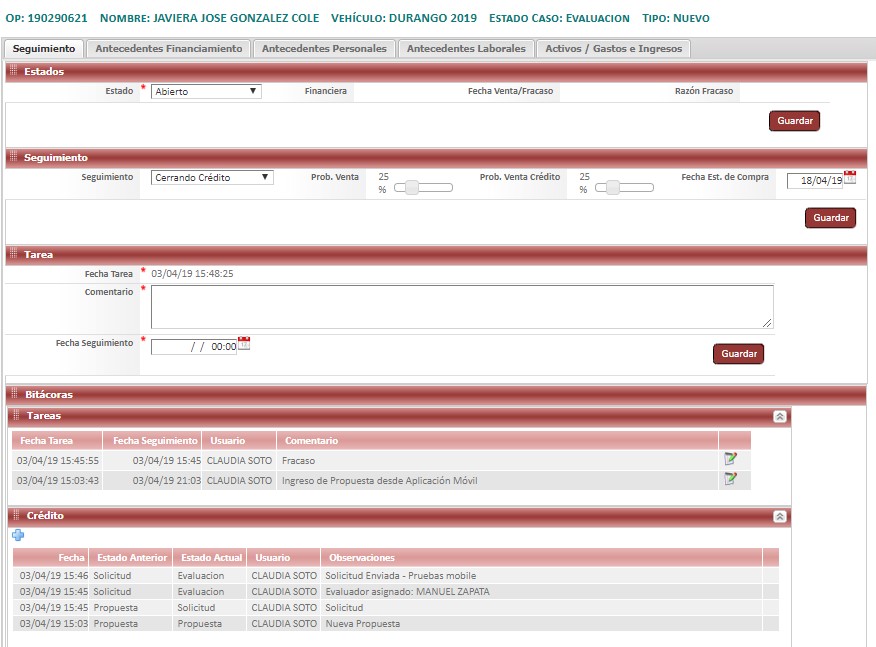 OP: 190290621 NOMBRE: JAVIERA JOSE GONZALEZ COLE VEHÍCULO: DURANGO 2019 ESTADO CASO: EVALUACION TIPO: NUEVO
Seguimiento Antecedentes Financiamiento Antecedentes Personales Antecedentes Laborales Activos / Gastos e Ingresos
Estados
Estado * Abierto Financiera Fecha Venta/Fracaso Razón Fracaso
Guardar
Seguimiento
Seguimiento Cerrando Crédito Prob. Venta 25 % Prob. Venta Crédito 25 % Fecha Est. de Compra 18/04/19
Guardar
Tarea
Fecha Tarea * 03/04/19 15:48:25
Comentario *
Fecha Seguimiento * / / 00:00
Guardar
Bitácoras
Tareas
Fecha Tarea Fecha Seguimiento Usuario Comentario
03/04/19 15:45:55 03/04/19 15:45 CLAUDIA SOTO Fracaso
03/04/19 15:03:43 03/04/19 21:03 CLAUDIA SOTO Ingreso de Propuesta desde Aplicación Móvil
Crédito
Fecha Estado Anterior Estado Actual Usuario Observaciones
03/04/19 15:46 Solicitud Evaluacion CLAUDIA SOTO Solicitud Enviada - Pruebas mobile
03/04/19 15:45 Solicitud Evaluacion CLAUDIA SOTO Evaluador asignado: MANUEL ZAPATA
03/04/19 15:45 Propuesta Solicitud CLAUDIA SOTO Solicitud
03/04/19 15:03 Propuesta Propuesta CLAUDIA SOTO Nueva Propuesta